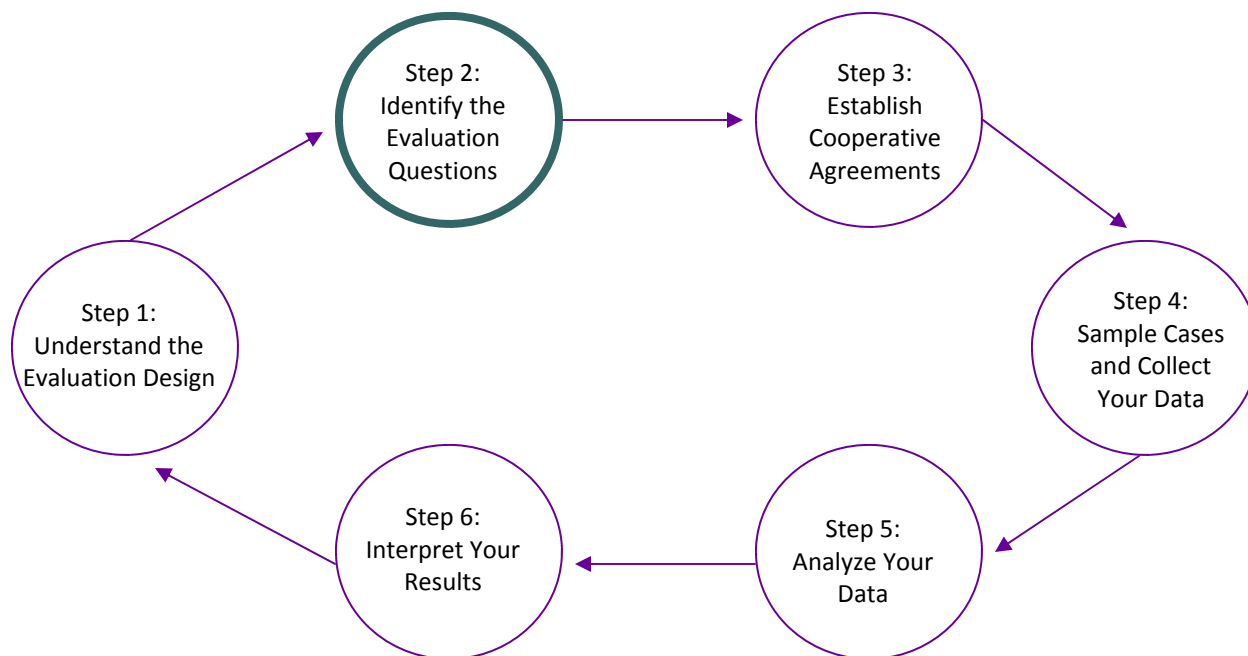 Step 2:
Identify the
Evaluation
Questions
Step 3:
Establish
Cooperative
Agreements
Step 1:
Understand the
Evaluation Design
Step 4:
Sample Cases
and Collect
Your Data
Step 6:
Interpret Your
Results
Step 5:
Analyze Your
Data